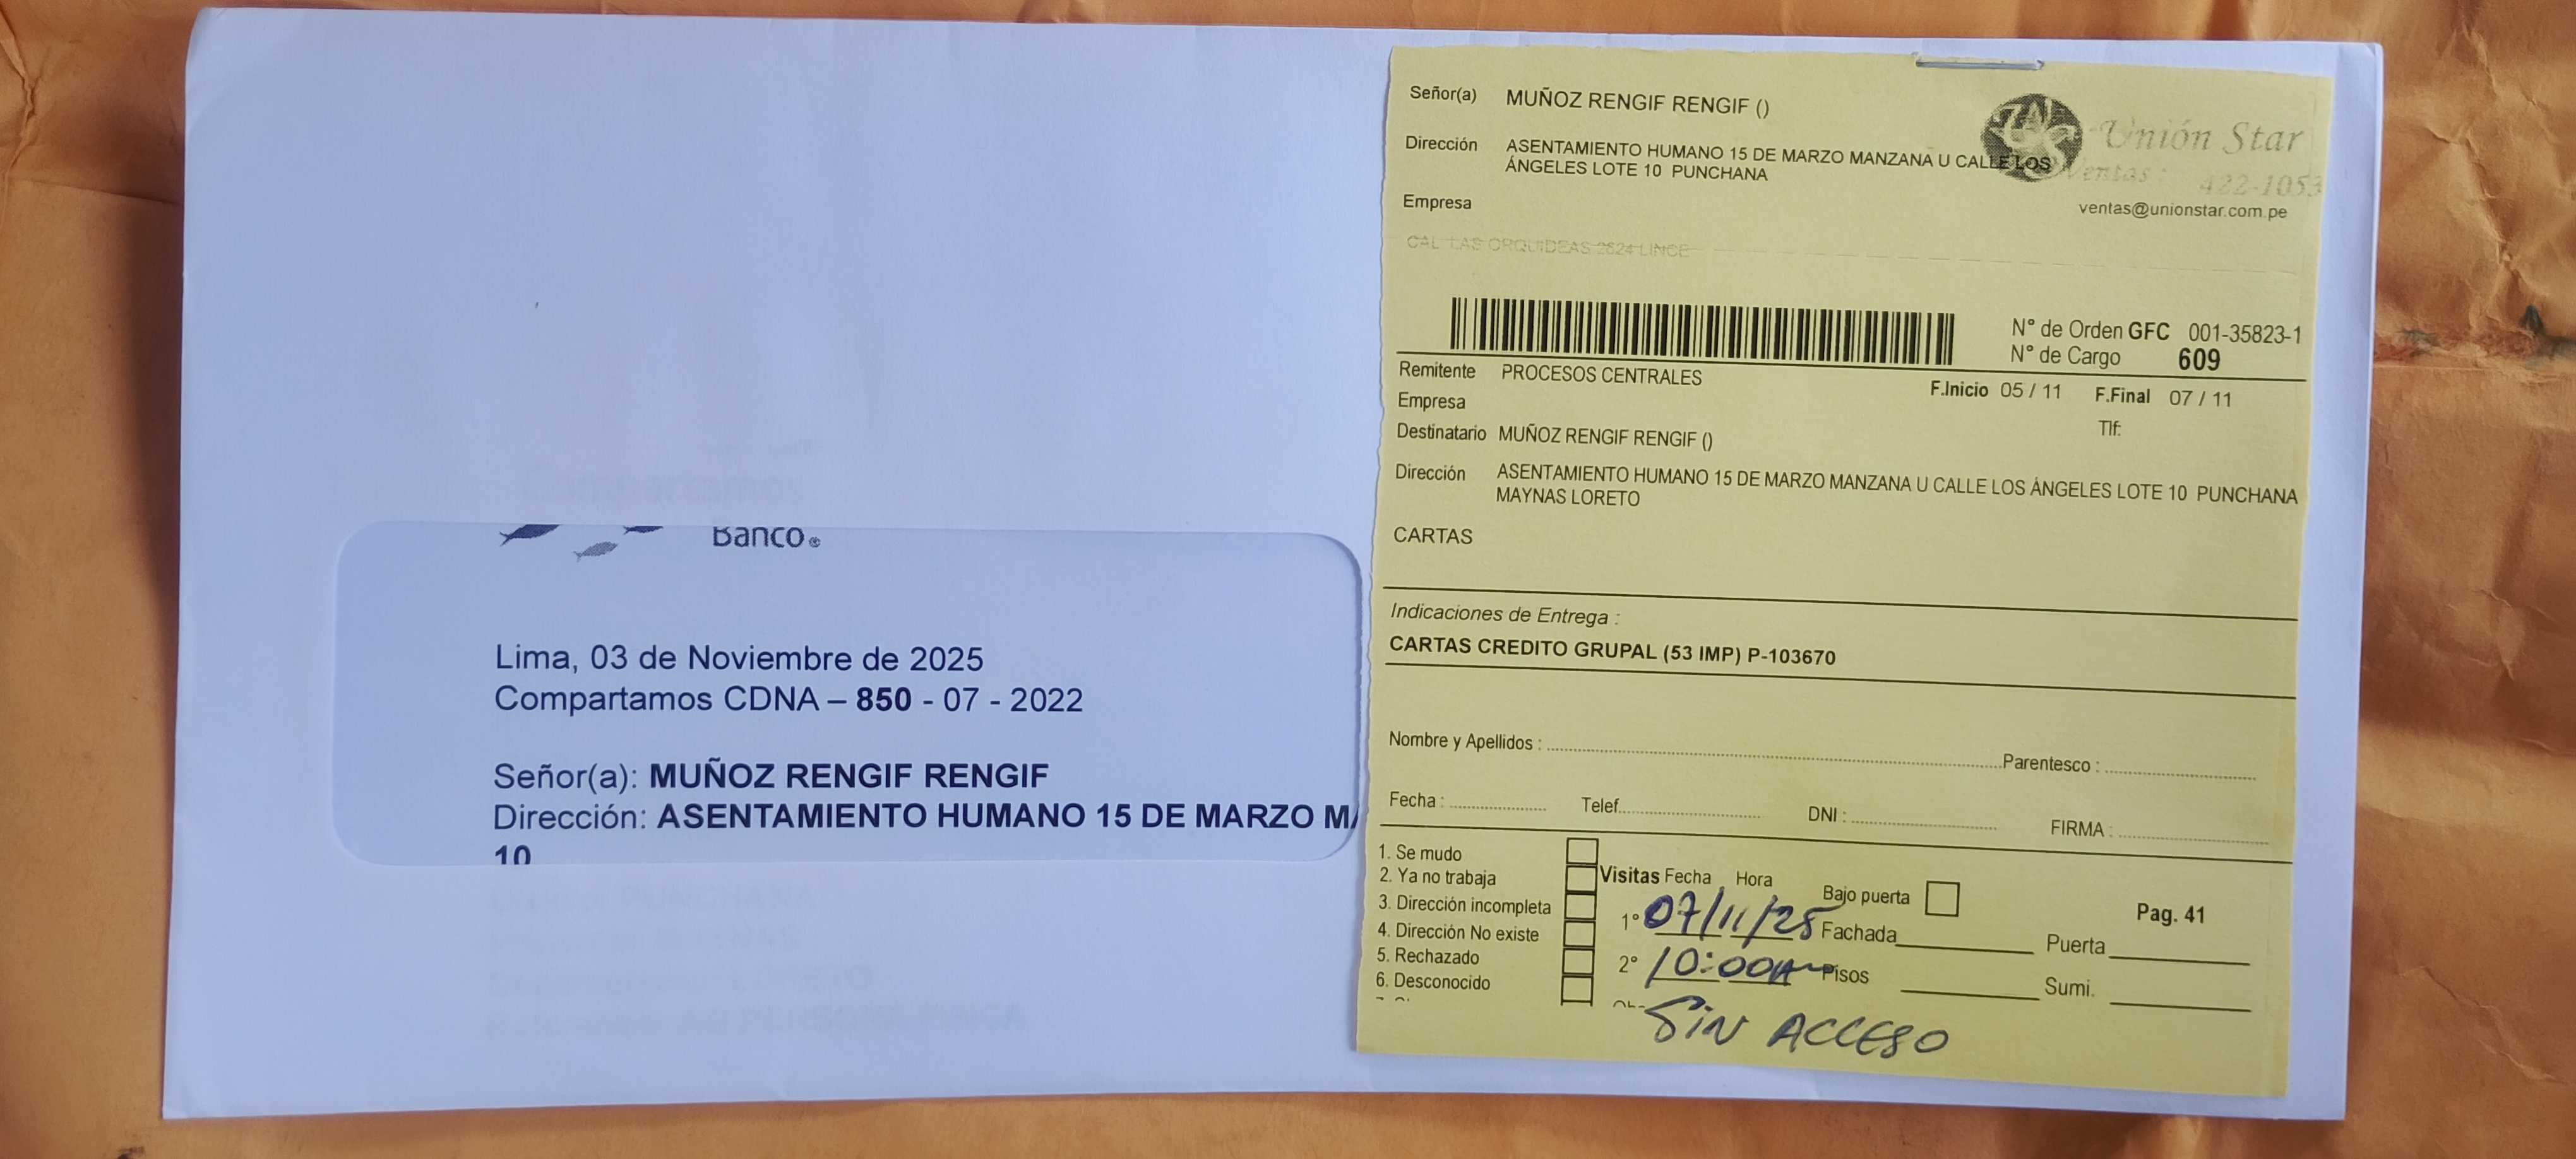 Banco
Lima, 03 de Noviembre de 2025
Compartamos CDNA – 850 - 07 - 2022
Señor(a): MUÑOZ RENGIF RENGIF
Dirección: ASENTAMIENTO HUMANO 15 DE MARZO
10
Señor(a) MUÑOZ RENGIF RENGIF ()
Dirección ASENTAMIENTO HUMANO 15 DE MARZO MANZANA U CALLE LOS
ÁNGELES LOTE 10 PUNCHANA
Empresa
Unión Star
Ventas : 422-1053
ventas@unionstar.com.pe
CAL LAS ORQUIDEAS 2624 LINCE
N° de Orden GFC 001-35823-1
N° de Cargo 609
Remitente PROCESOS CENTRALES
F.Inicio 05 / 11 F.Final 07 / 11
Empresa
Tlf:
Destinatario MUÑOZ RENGIF RENGIF ()
Dirección ASENTAMIENTO HUMANO 15 DE MARZO MANZANA U CALLE LOS ÁNGELES LOTE 10 PUNCHANA
MAYNAS LORETO
CARTAS
Indicaciones de Entrega :
CARTAS CREDITO GRUPAL (53 IMP) P-103670
Nombre y Apellidos : Parentesco :
Fecha : Telef. DNI : FIRMA :
1. Se mudo
2. Ya no trabaja
3. Dirección incompleta
4. Dirección No existe
5. Rechazado
6. Desconocido
Visitas Fecha Hora
1° 07/11/25
2° 10:00A
Bajo puerta
Fachada
Pisos
Pag. 41
Puerta
Sumi.
SIN ACCESO